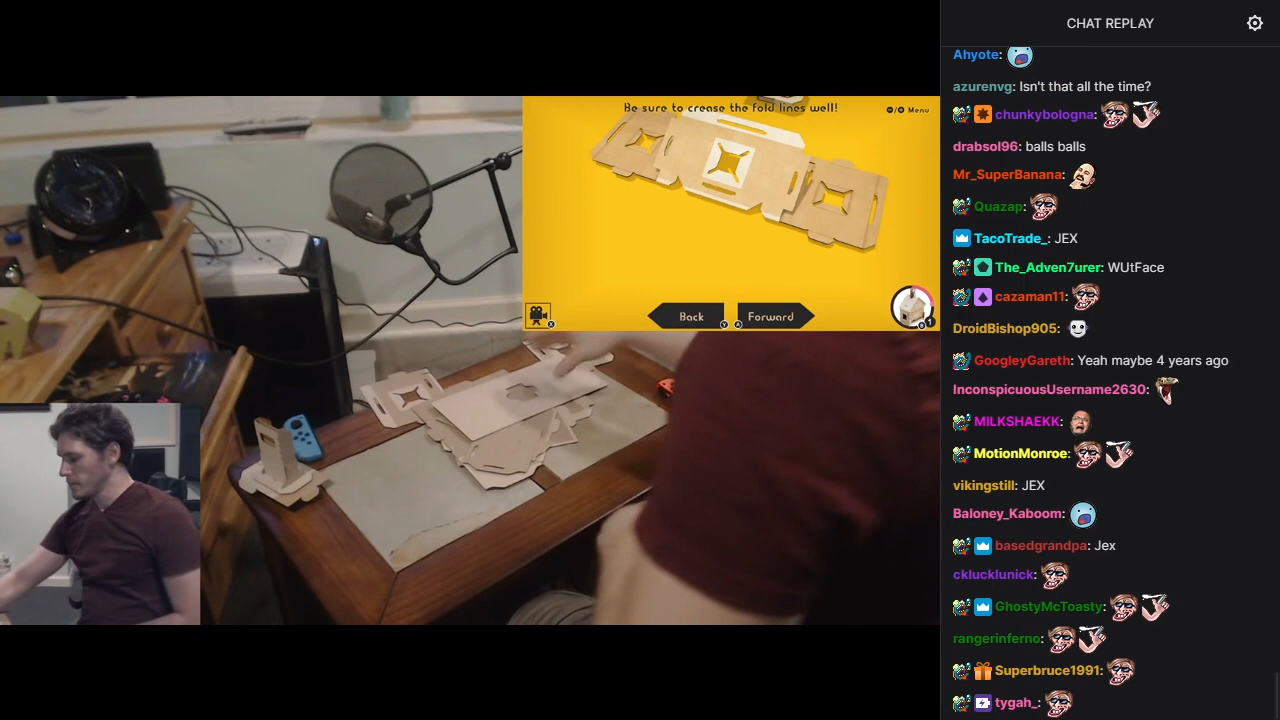 CHAT REPLAY
Ahyote:
azurenvg: Isn't that all the time?
chunkybologna:
drabsol96: balls balls
Mr_SuperBanana:
Quazap:
TacoTrade_: JEX
The_Adven7urer: WUtFace
cazaman11:
DroidBishop905:
GoogleyGareth: Yeah maybe 4 years ago
InconspicuousUsername2630:
MILKSHAEKK:
MotionMonroe:
vikingstill: JEX
Baloney_Kaboom:
basedgrandpa: Jex
cklucklunick:
GhostyMcToasty:
rangerinferno:
Superbruce1991:
tygah_:
Be sure to crease the fold lines well!
-/+ Menu
X
Back
Y
Forward
A
1